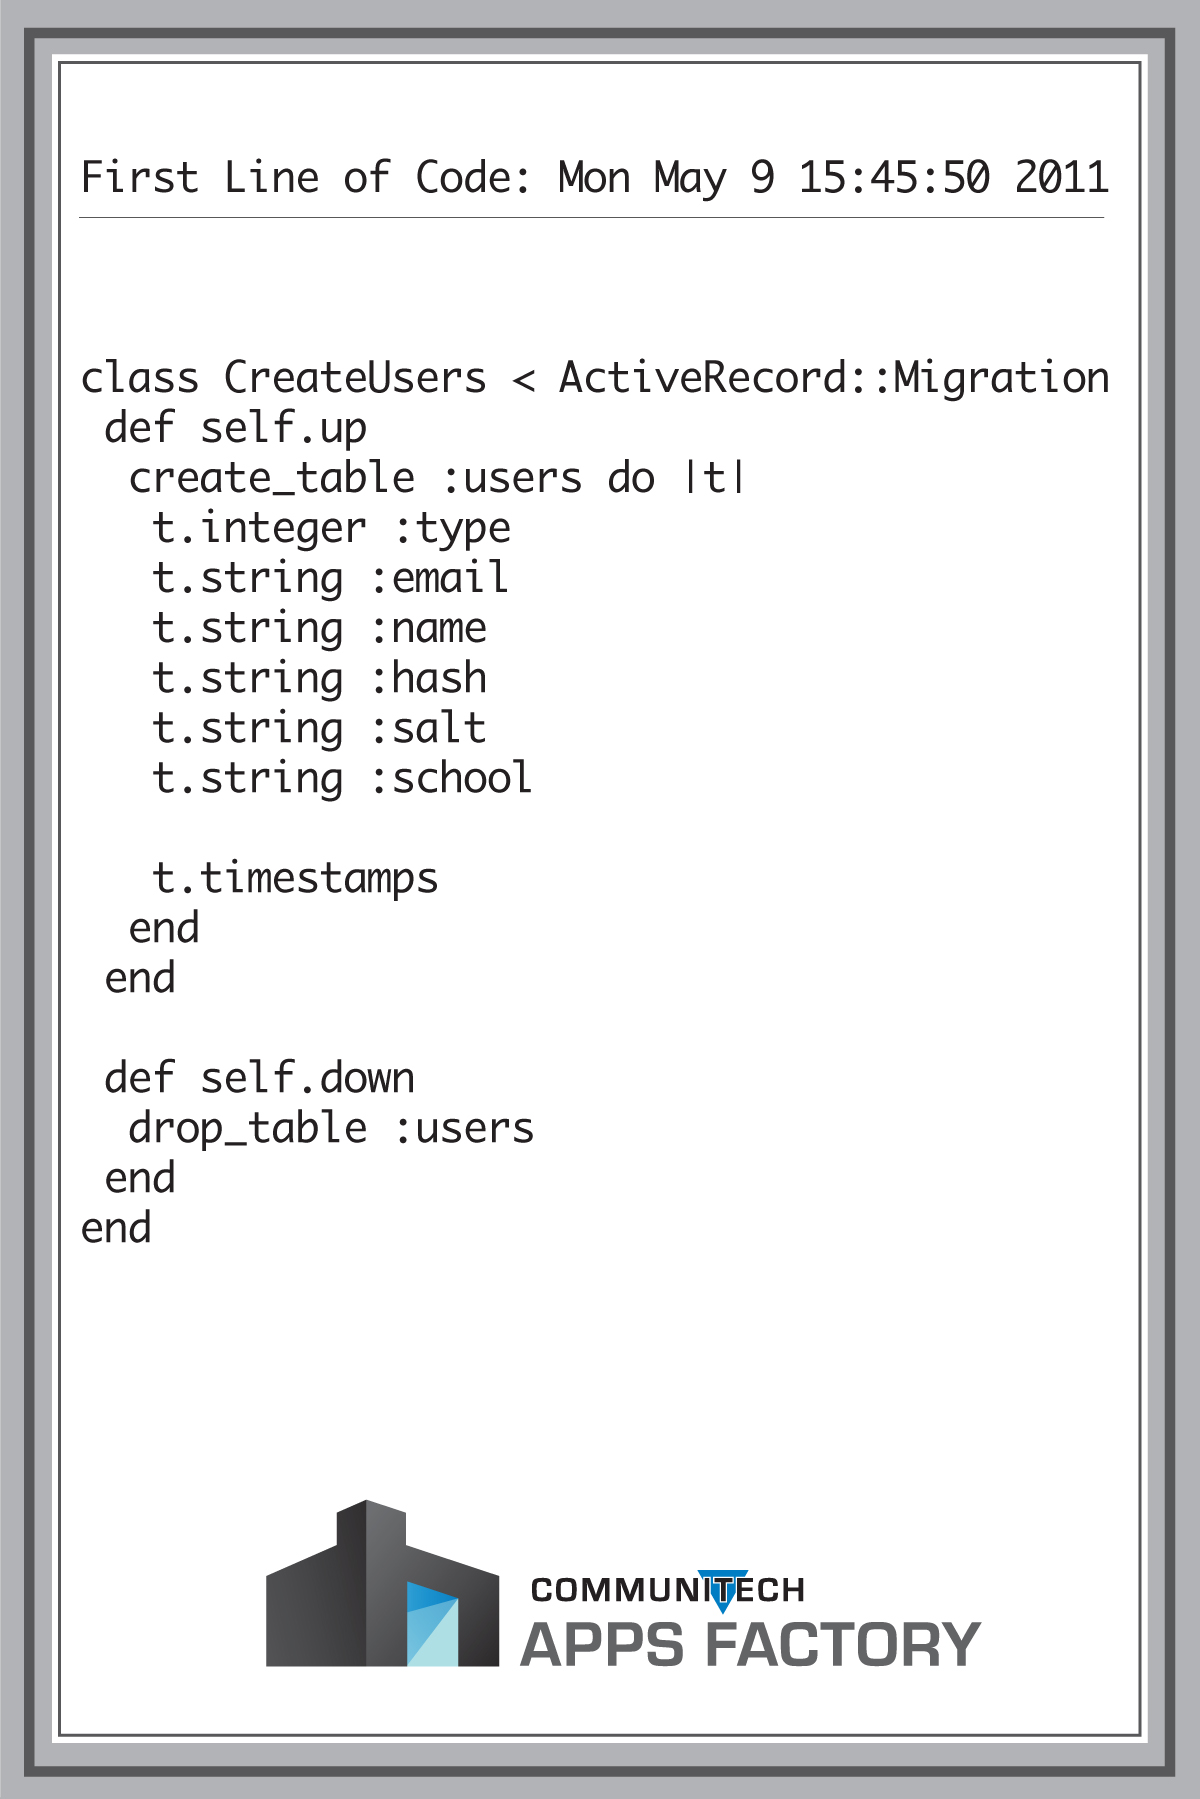 First Line of Code: Mon May 9 15:45:50 2011
class CreateUsers < ActiveRecord::Migration
 def self.up
  create_table :users do |t|
   t.integer :type
   t.string :email
   t.string :name
   t.string :hash
   t.string :salt
   t.string :school

   t.timestamps
  end
 end

 def self.down
  drop_table :users
 end
end
COMMUNITECH
APPS FACTORY